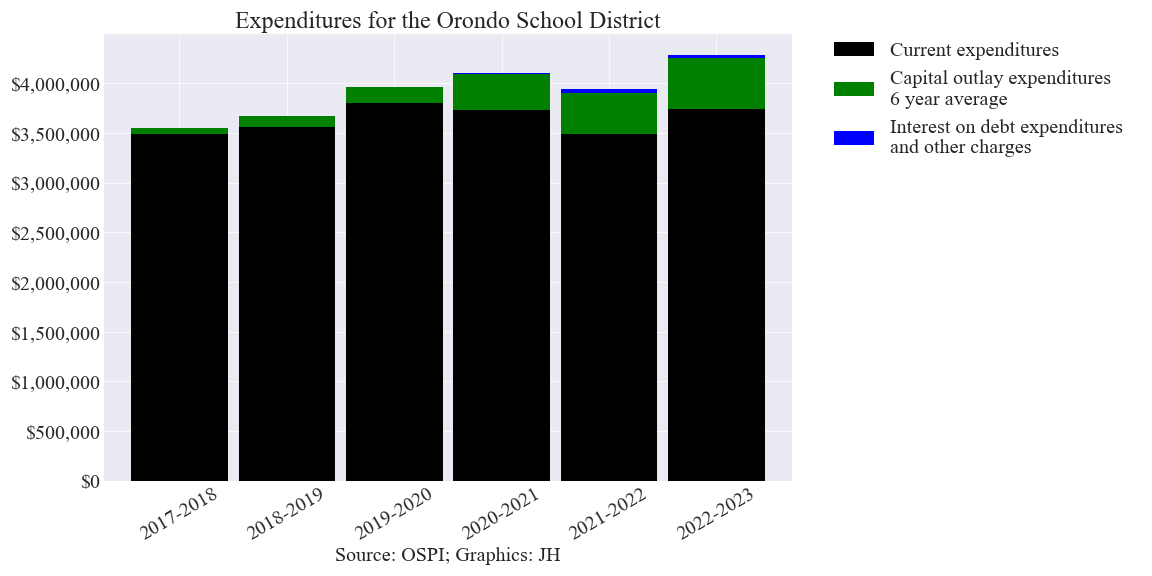 Expenditures for the Orondo School District
Current expenditures
Capital outlay expenditures
6 year average
Interest on debt expenditures
and other charges
$4,000,000
$3,500,000
$3,000,000
$2,500,000
$2,000,000
$1,500,000
$1,000,000
$500,000
$0
2017-2018
2018-2019
2019-2020
2020-2021
2021-2022
2022-2023
Source: OSPI; Graphics: JH